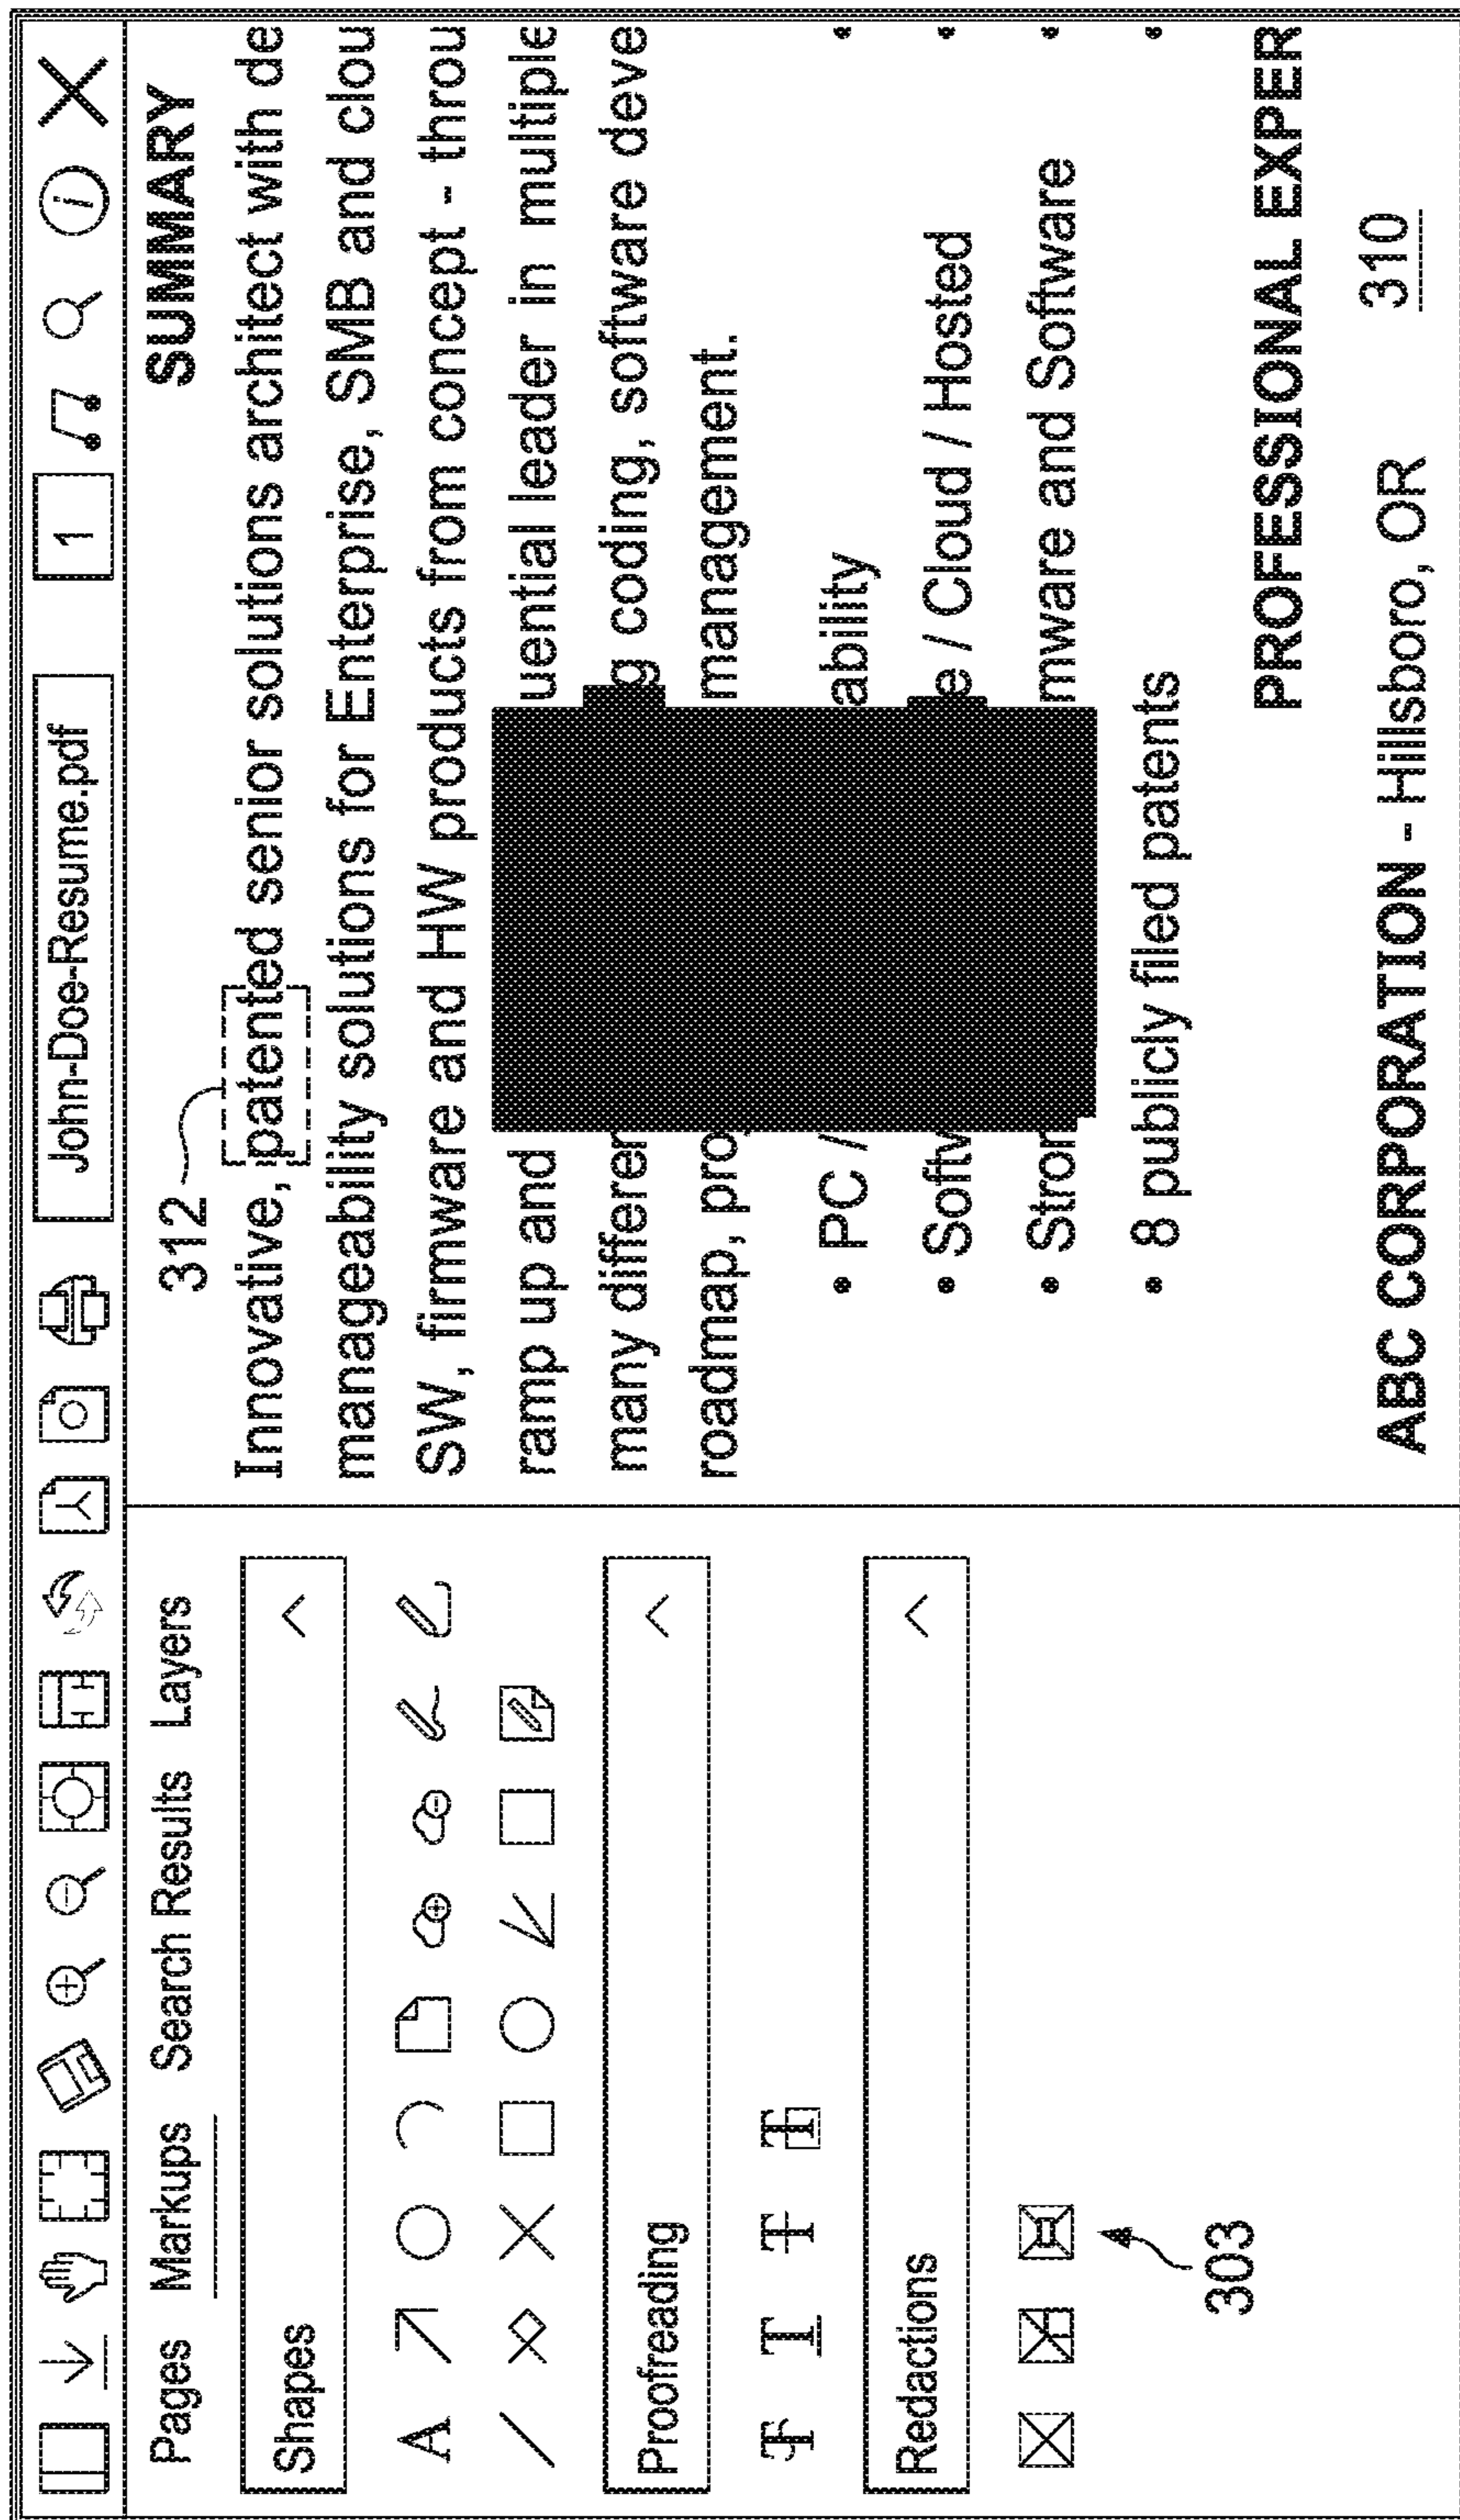 John-Doe-Resume.pdf
1
i
Pages Markups Search Results Layers
Shapes
A
Proofreading
T T T T
Redactions
303
SUMMARY
312
Innovative, patented senior solutions architect with de
manageability solutions for Enterprise, SMB and clou
SW, firmware and HW products from concept - throu
ramp up and uential leader in multiple
many differen g coding, software deve
roadmap, proj management.
• PC / ability •
• Softw e / Cloud / Hosted •
• Stron mware and Software •
• 8 publicly filed patents •
PROFESSIONAL EXPER
ABC CORPORATION - Hillsboro, OR 310